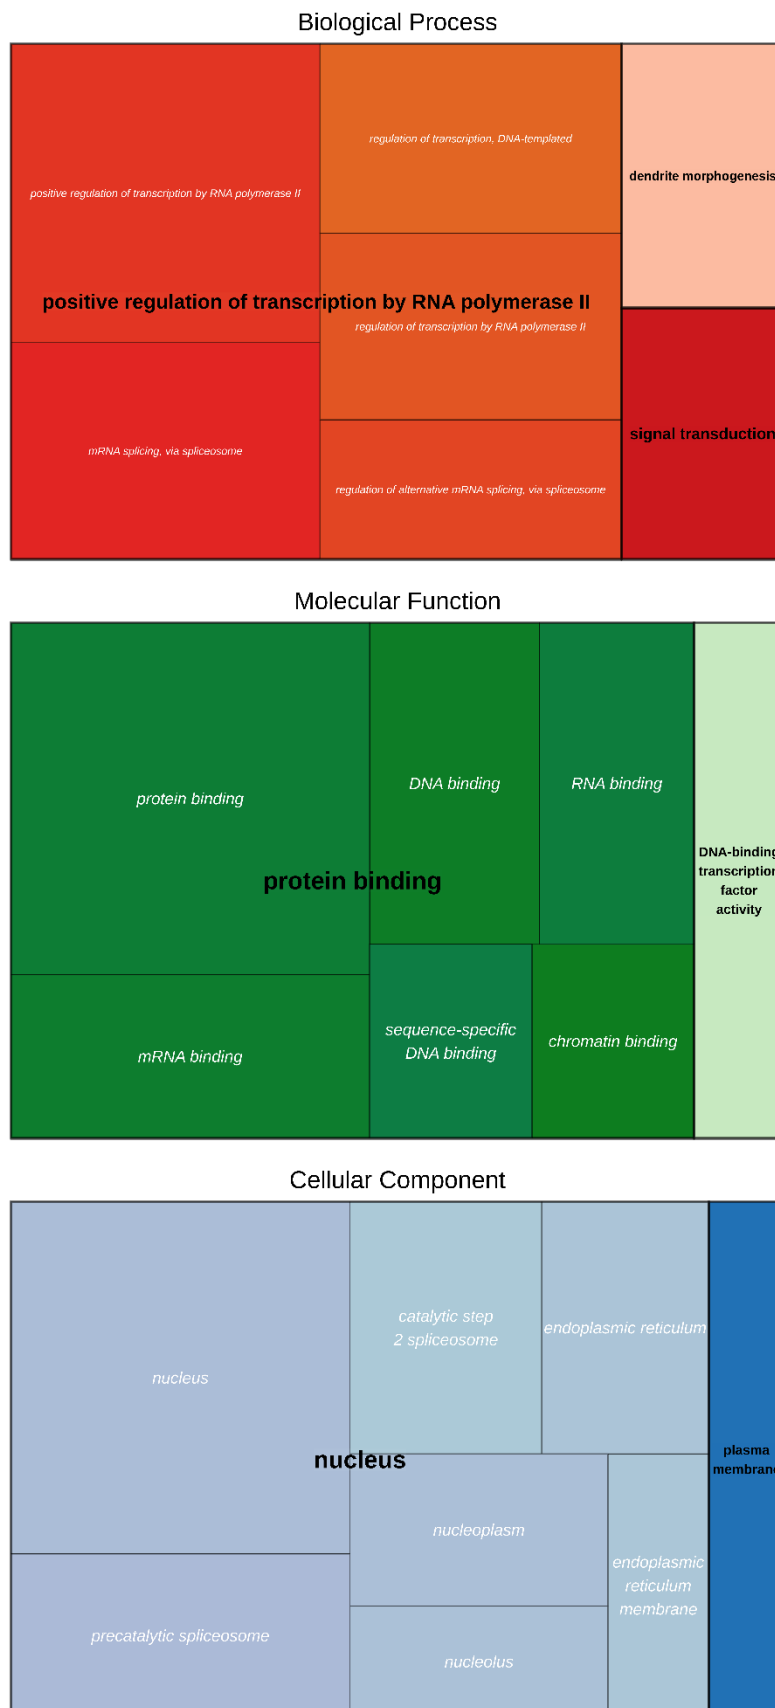 Biological Process
positive regulation of transcription by RNA polymerase II
regulation of transcription, DNA-templated
dendrite morphogenesis
positive regulation of transcription by RNA polymerase II
regulation of transcription by RNA polymerase II
mRNA splicing, via spliceosome
regulation of alternative mRNA splicing, via spliceosome
signal transduction
Molecular Function
protein binding
DNA binding
RNA binding
protein binding
DNA-binding
transcription
factor
activity
mRNA binding
sequence-specific
DNA binding
chromatin binding
Cellular Component
nucleus
catalytic step
2 spliceosome
endoplasmic reticulum
nucleus
plasma
membrane
nucleoplasm
endoplasmic
reticulum
membrane
precatalytic spliceosome
nucleolus